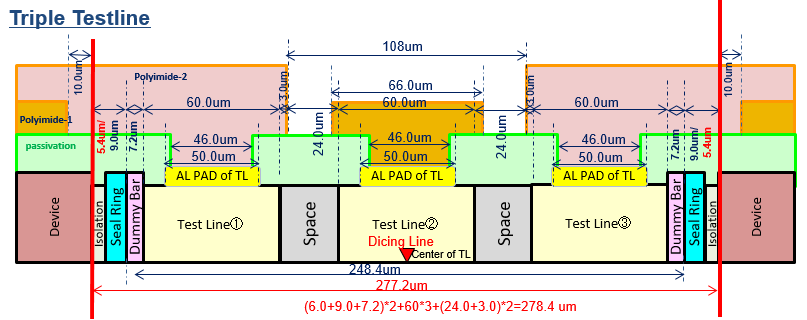 Triple Testline
108um
10.0um
Polyimide-2
3.0um
66.0um
3.0um
10.0um
60.0um
60.0um
60.0um
Polyimide-1
5.4um/
9.0um
7.2um
24.0um
24.0um
7.2um
9.0um/
5.4um
passivation
46.0um
46.0um
46.0um
50.0um
50.0um
50.0um
AL PAD of TL
AL PAD of TL
AL PAD of TL
Device
Isolation
Seal Ring
Dummy Bar
Test Line①
Space
Test Line②
Dicing Line
Center of TL
Space
Test Line③
Dummy Bar
Seal Ring
Isolation
Device
248.4um
277.2um
(6.0+9.0+7.2)*2+60*3+(24.0+3.0)*2=278.4 um